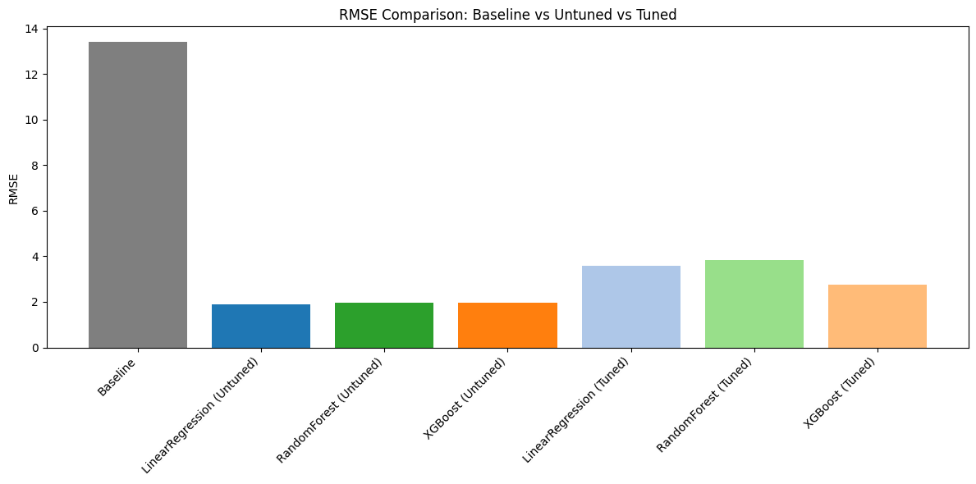 RMSE Comparison: Baseline vs Untuned vs Tuned
RMSE
14
12
10
8
6
4
2
0
Baseline
LinearRegression (Untuned)
RandomForest (Untuned)
XGBoost (Untuned)
LinearRegression (Tuned)
RandomForest (Tuned)
XGBoost (Tuned)